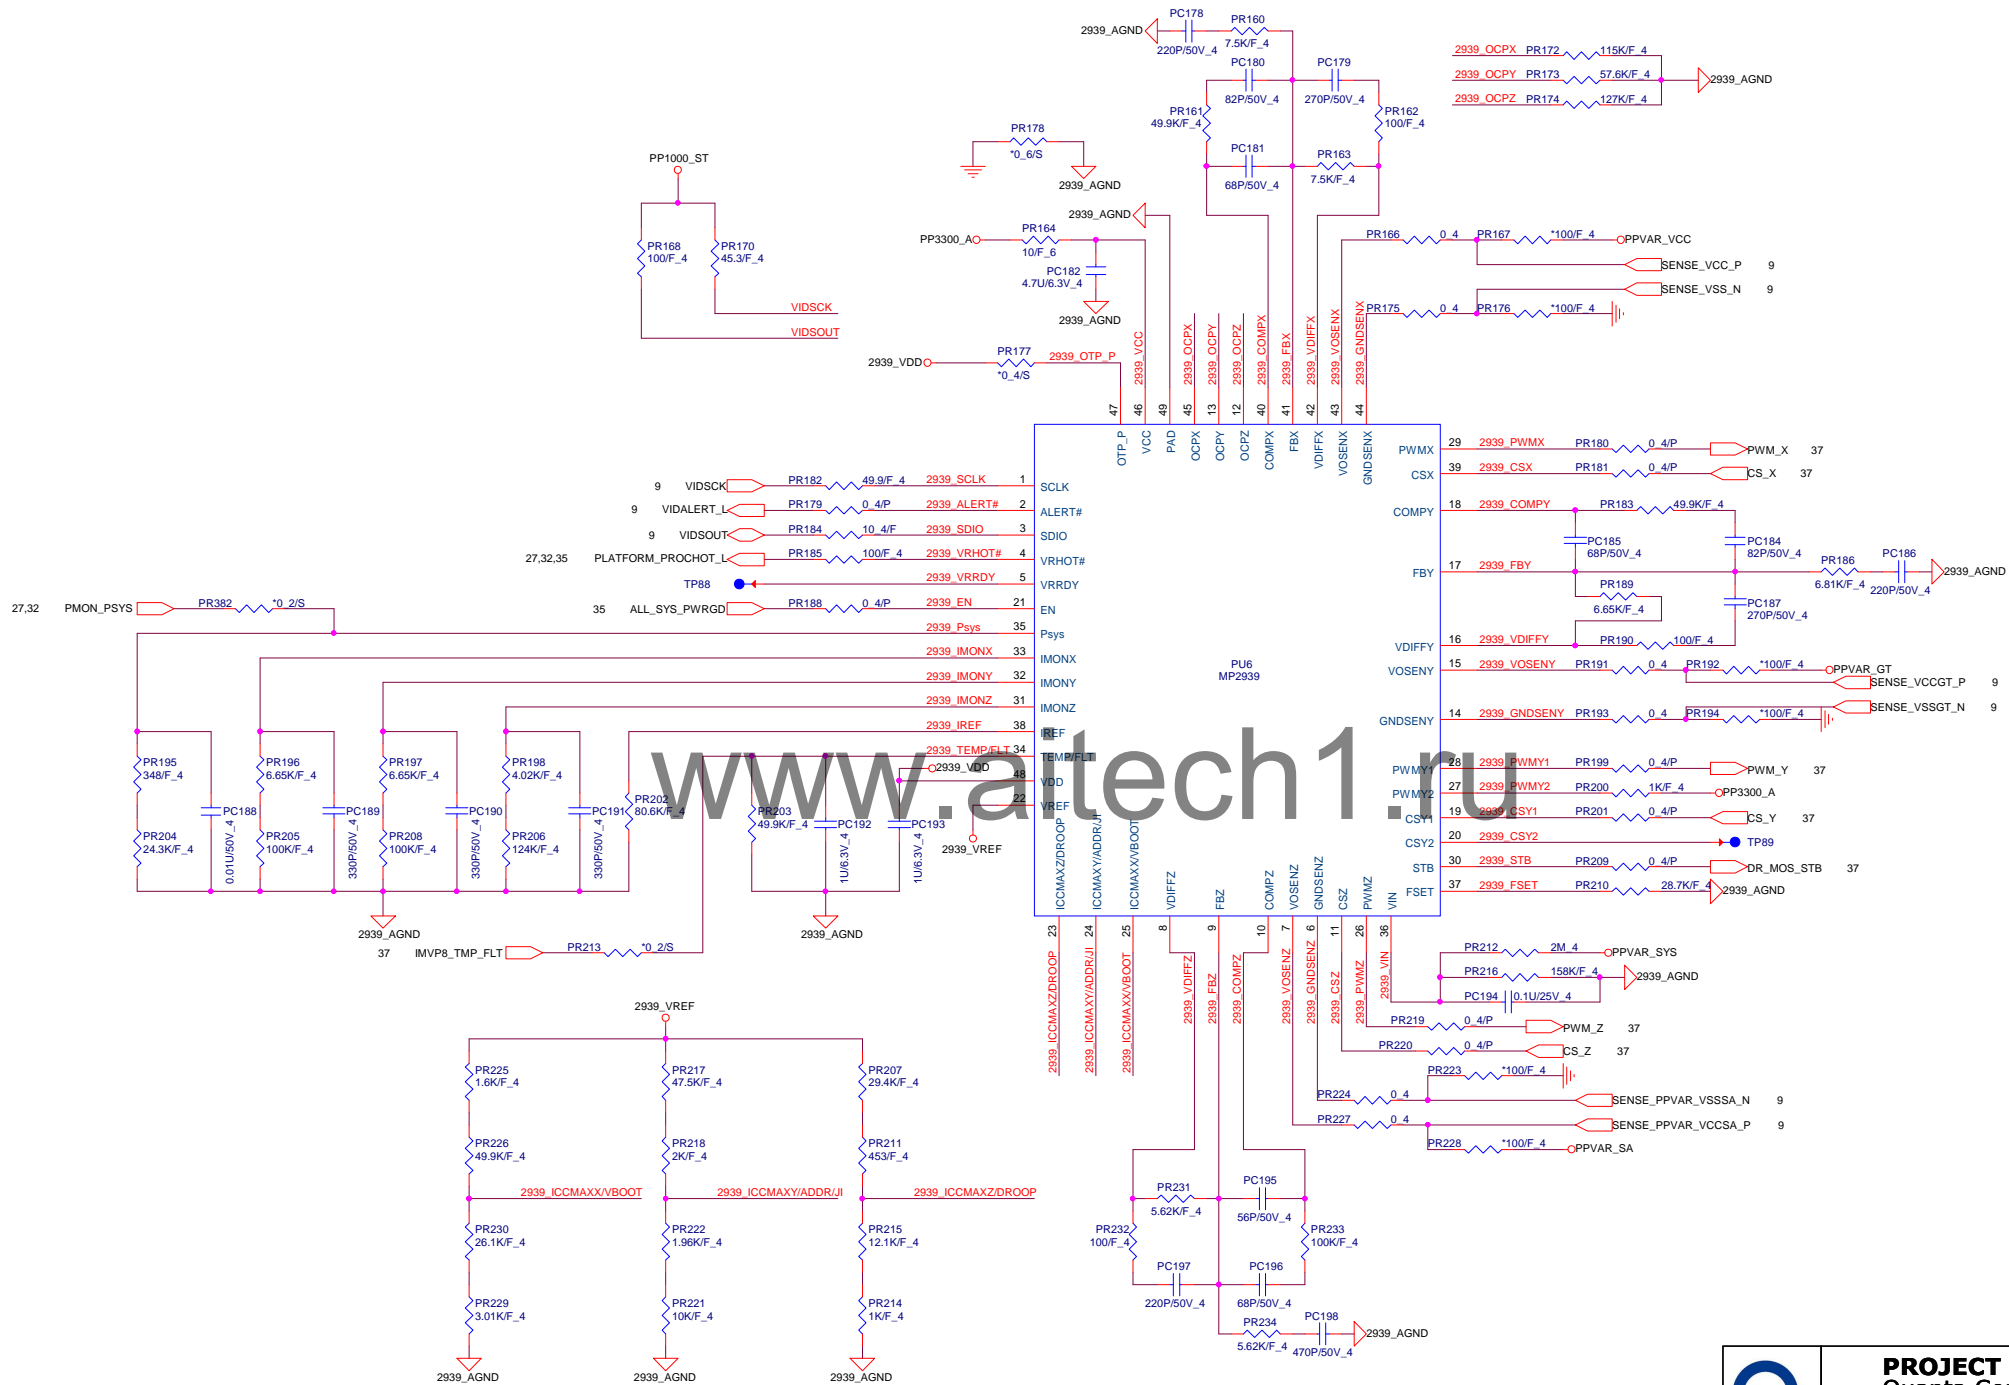 2939_AGND
PC178
220P/50V_4
PR160
7.5K/F_4
PC180
82P/50V_4
PC179
270P/50V_4
PR161
49.9K/F_4
PR162
100/F_4
PC181
68P/50V_4
PR163
7.5K/F_4
2939_OCPX PR172 115K/F_4
2939_OCPY PR173 57.6K/F_4
2939_AGND
2939_OCPZ PR174 127K/F_4
PR178
*0_6/S
2939_AGND
PP1000_ST
PR168
100/F_4
PR170
45.3/F_4
VIDSCK
VIDSOUT
2939_AGND
PP3300_A
PR164
10/F_6
PC182
4.7U/6.3V_4
2939_AGND
2939_VDD
PR177
*0_4/S
2939_OTP_P
PR166 0_4 PR167 *100/F_4 PPVAR_VCC
SENSE_VCC_P 9
SENSE_VSS_N 9
PR175 0_4 PR176 *100/F_4
2939_VCC
2939_OCPX
2939_OCPY
2939_OCPZ
2939_COMPX
2939_FBX
2939_VDIFFX
2939_VOSENX
2939_GNDSENX
47 46 49 45 13 12 40 41 42 43 44
OTP_P
VCC
PAD
OCPX
OCPY
OCPZ
COMPX
FBX
VDIFFX
VOSENX
GNDSENX
9 VIDSCK PR182 49.9/F_4 2939_SCLK 1 SCLK
9 VIDALERT_L PR179 0_4/P 2939_ALERT# 2 ALERT#
9 VIDSOUT PR184 10_4/F 2939_SDIO 3 SDIO
27,32,35 PLATFORM_PROCHOT_L PR185 100/F_4 2939_VRHOT# 4 VRHOT#
TP88 2939_VRRDY 5 VRRDY
35 ALL_SYS_PWRGD PR188 0_4/P 2939_EN 21 EN
27,32 PMON_PSYS PR382 *0_2/S
2939_Psys 35 Psys
2939_IMONX 33 IMONX
2939_IMONY 32 IMONY
2939_IMONZ 31 IMONZ
2939_IREF 38 IREF
2939_TEMP/FLT 34 TEMP/FLT
2939_VDD 48 VDD
22 VREF
2939_VREF
PU6
MP2939
PWMX 29 2939_PWMX PR180 0_4/P PWM_X 37
CSX 39 2939_CSX PR181 0_4/P CS_X 37
COMPY 18 2939_COMPY PR183 49.9K/F_4
PC185
68P/50V_4
PC184
82P/50V_4
FBY 17 2939_FBY
PR186
6.81K/F_4
PC186
220P/50V_4
2939_AGND
PR189
6.65K/F_4
PC187
270P/50V_4
VDIFFY 16 2939_VDIFFY PR190 100/F_4
VOSENY 15 2939_VOSENY PR191 0_4 PR192 *100/F_4 PPVAR_GT
SENSE_VCCGT_P 9
SENSE_VSSGT_N 9
GNDSENY 14 2939_GNDSENY PR193 0_4 PR194 *100/F_4
PWMY1 28 2939_PWMY1 PR199 0_4/P PWM_Y 37
PWMY2 27 2939_PWMY2 PR200 1K/F_4 PP3300_A
CSY1 19 2939_CSY1 PR201 0_4/P CS_Y 37
CSY2 20 2939_CSY2 TP89
STB 30 2939_STB PR209 0_4/P DR_MOS_STB 37
FSET 37 2939_FSET PR210 28.7K/F_4 2939_AGND
www.aitech1.ru
PR195
348/F_4
PR196
6.65K/F_4
PR197
6.65K/F_4
PR198
4.02K/F_4
PC188
0.01U/50V_4
PC189
330P/50V_4
PC190
330P/50V_4
PC191
330P/50V_4
PR202
80.6K/F_4
PR203
49.9K/F_4
PC192
1U/6.3V_4
PC193
1U/6.3V_4
PR204
24.3K/F_4
PR205
100K/F_4
PR208
100K/F_4
PR206
124K/F_4
2939_AGND
2939_AGND
37 IMVP8_TMP_FLT PR213 *0_2/S
ICCMAXZ/DROOP
ICCMAXY/ADDR/JI
ICCMAXX/VBOOT
VDIFFZ
FBZ
COMPZ
VOSENZ
GNDSENZ
CSZ
PWMZ
VIN
23 24 25 8 9 10 7 6 11 26 36
2939_ICCMAXZ/DROOP
2939_ICCMAXY/ADDR/JI
2939_ICCMAXX/VBOOT
2939_VDIFFZ
2939_FBZ
2939_COMPZ
2939_VOSENZ
2939_GNDSENZ
2939_CSZ
2939_PWMZ
2939_VIN
PR212 2M_4 PPVAR_SYS
PR216 158K/F_4 2939_AGND
PC194 0.1U/25V_4
PR219 0_4/P PWM_Z 37
PR220 0_4/P CS_Z 37
PR223 *100/F_4
PR224 0_4 SENSE_PPVAR_VSSSA_N 9
PR227 0_4 SENSE_PPVAR_VCCSA_P 9
PR228 *100/F_4 PPVAR_SA
2939_VREF
PR225
1.6K/F_4
PR217
47.5K/F_4
PR207
29.4K/F_4
PR226
49.9K/F_4
PR218
2K/F_4
PR211
453/F_4
2939_ICCMAXX/VBOOT
2939_ICCMAXY/ADDR/JI
2939_ICCMAXZ/DROOP
PR230
26.1K/F_4
PR222
1.96K/F_4
PR215
12.1K/F_4
PR229
3.01K/F_4
PR221
10K/F_4
PR214
1K/F_4
2939_AGND
2939_AGND
2939_AGND
PR231
5.62K/F_4
PC195
56P/50V_4
PR232
100/F_4
PR233
100K/F_4
PC197
220P/50V_4
PC196
68P/50V_4
PR234
5.62K/F_4
PC198
470P/50V_4
2939_AGND
PROJECT